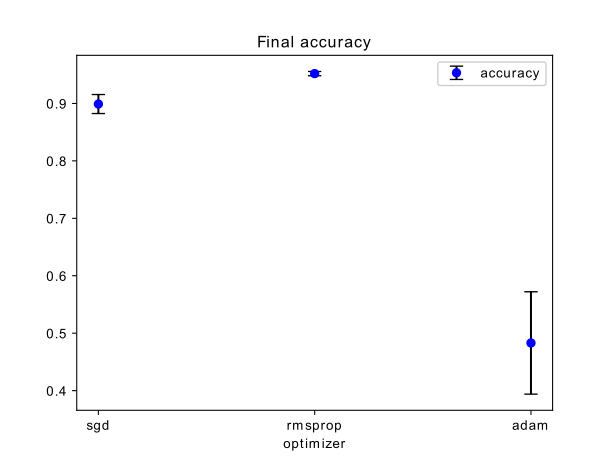 Final accuracy
accuracy
0.9
0.8
0.7
0.6
0.5
0.4
sgd
rmsprop
adam
optimizer